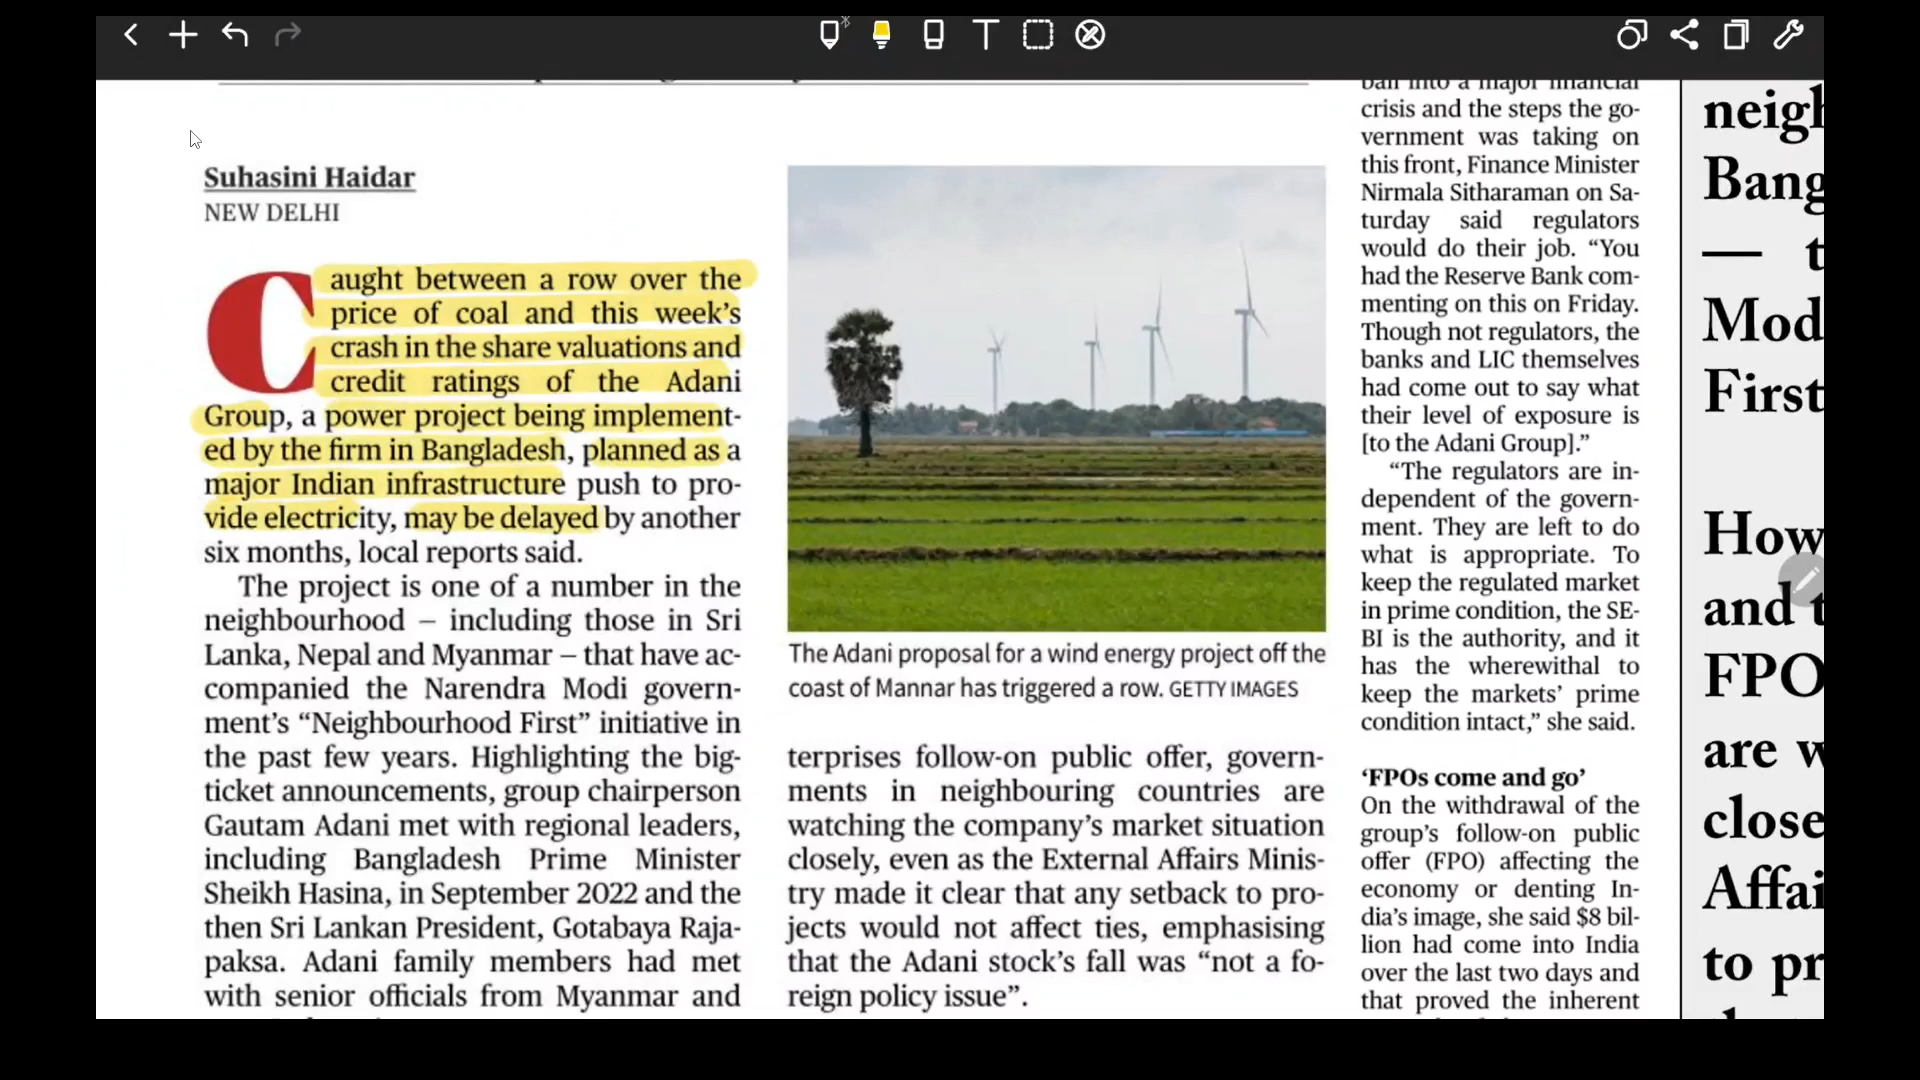 Suhasini Haidar
NEW DELHI
Caught between a row over the
price of coal and this week's
crash in the share valuations and
credit ratings of the Adani
Group, a power project being implement-
ed by the firm in Bangladesh, planned as a
major Indian infrastructure push to pro-
vide electricity, may be delayed by another
six months, local reports said.
The project is one of a number in the
neighbourhood – including those in Sri
Lanka, Nepal and Myanmar – that have ac-
companied the Narendra Modi govern-
ment's “Neighbourhood First” initiative in
the past few years. Highlighting the big-
ticket announcements, group chairperson
Gautam Adani met with regional leaders,
including Bangladesh Prime Minister
Sheikh Hasina, in September 2022 and the
then Sri Lankan President, Gotabaya Raja-
paksa. Adani family members had met
with senior officials from Myanmar and
The Adani proposal for a wind energy project off the
coast of Mannar has triggered a row. GETTY IMAGES
terprises follow-on public offer, govern-
ments in neighbouring countries are
watching the company's market situation
closely, even as the External Affairs Minis-
try made it clear that any setback to pro-
jects would not affect ties, emphasising
that the Adani stock's fall was “not a fo-
reign policy issue”.
ball into a major financial
crisis and the steps the go-
vernment was taking on
this front, Finance Minister
Nirmala Sitharaman on Sa-
turday said regulators
would do their job. “You
had the Reserve Bank com-
menting on this on Friday.
Though not regulators, the
banks and LIC themselves
had come out to say what
their level of exposure is
[to the Adani Group].”
“The regulators are in-
dependent of the govern-
ment. They are left to do
what is appropriate. To
keep the regulated market
in prime condition, the SE-
BI is the authority, and it
has the wherewithal to
keep the markets' prime
condition intact,” she said.
‘FPOs come and go’
On the withdrawal of the
group's follow-on public
offer (FPO) affecting the
economy or denting In-
dia's image, she said $8 bil-
lion had come into India
over the last two days and
that proved the inherent
neigh
Bang
— t
Mod
First
How
and t
FPO
are w
close
Affai
to pr